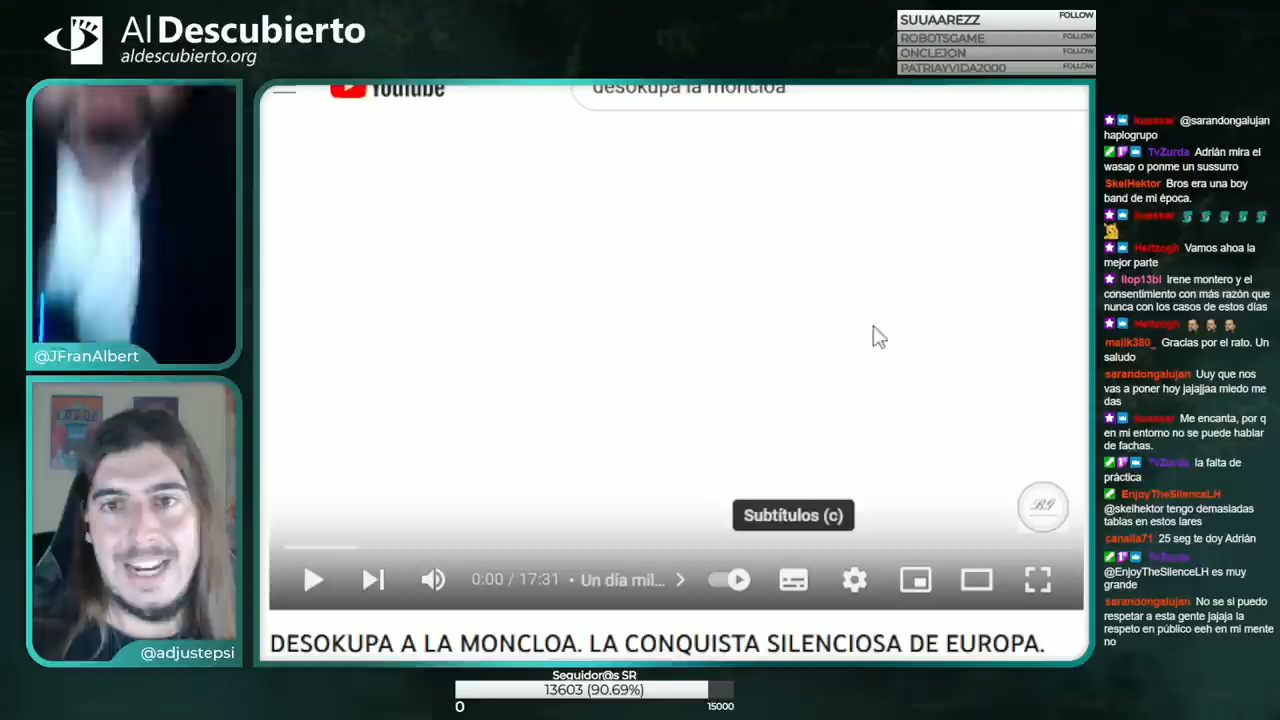 Al Descubierto
aldescubierto.org
SUUAAREZZ FOLLOW
ROBOTSGAME FOLLOW
ONCLEJON FOLLOW
PATRIAYVIDA2000 FOLLOW
YouTube
desokupa la moncloa
@JFranAlbert
@adjustepsi
Subtítulos (c)
0:00 / 17:31 • Un día mil...
DESOKUPA A LA MONCLOA. LA CONQUISTA SILENCIOSA DE EUROPA.
Seguidor@s SR
13603 (90.69%)
0
15000
@sarandongalujan
haplogrupo
TvZurda Adrián mira el
wasap o ponme un sussurro
SkelHektor Bros era una boy
band de mi época.
Heitzogh Vamos ahoa la
mejor parte
llop13bl Irene montero y el
consentimiento con más razón que
nunca con los casos de estos días
Heitzogh
malik380_ Gracias por el rato. Un
saludo
sarandongalujan Uuy que nos
vas a poner hoy jajajjaa miedo me
das
Me encanta, por q
en mi entorno no se puede hablar
de fachas.
TvZurda la falta de
práctica
EnjoyTheSilenceLH
@skelhektor tengo demasladas
tablas en estos lares
canalla71 25 seg te doy Adrián
TvZurda
@EnjoyTheSilenceLH es muy
grande
sarandongalujan No se si puedo
respetar a esta gente jajaja la
respeto en público eeh en mi mente
no